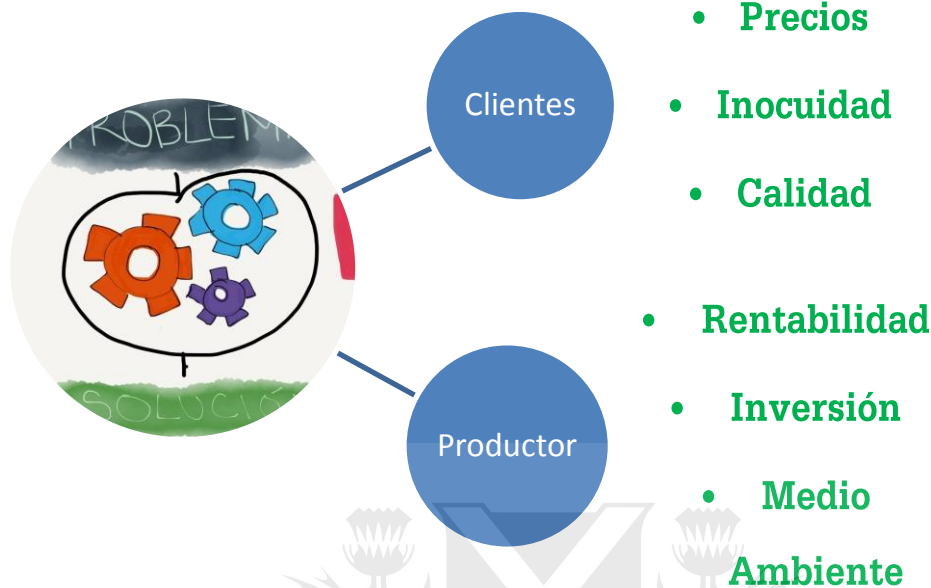 PROBLEM
SOLUCIÓ
Clientes
• Precios
• Inocuidad
• Calidad
Productor
• Rentabilidad
• Inversión
• Medio
Ambiente